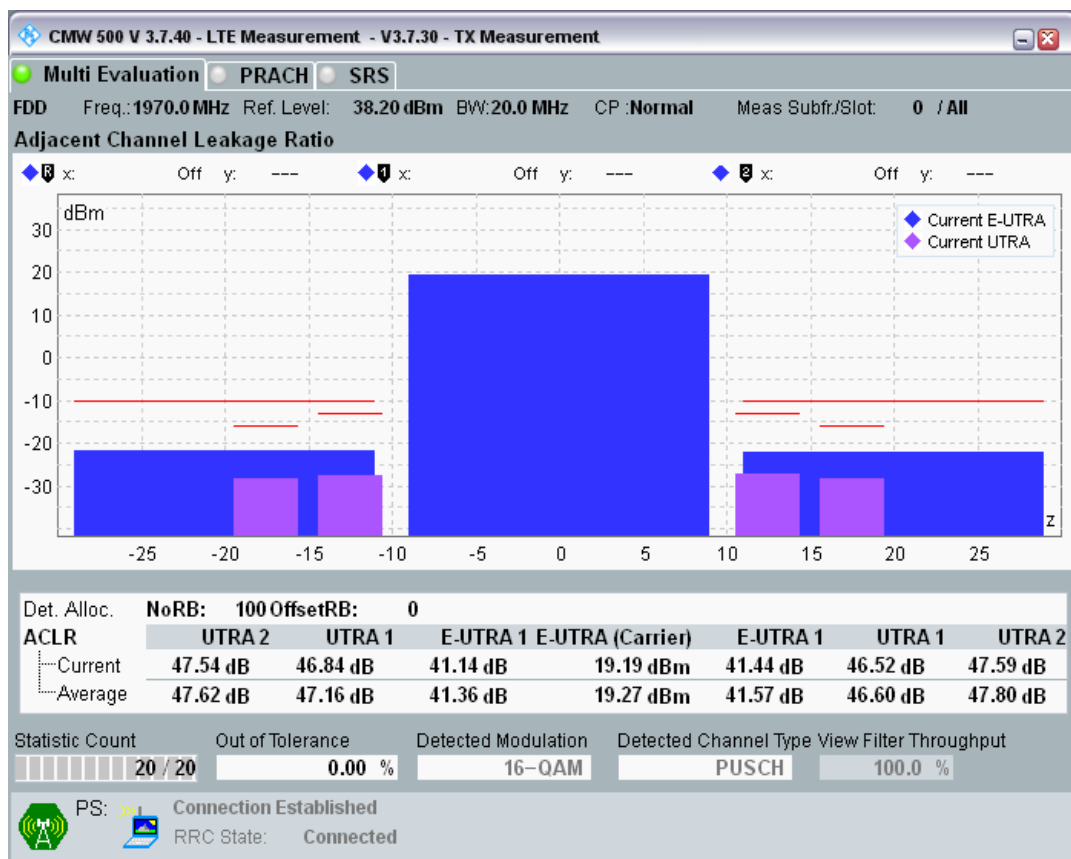 CMW 500 V 3.7.40 - LTE Measurement - V3.7.30 - TX Measurement
Multi Evaluation PRACH SRS
FDD Freq.: 1970.0 MHz Ref. Level: 38.20 dBm BW: 20.0 MHz CP : Normal Meas Subfr./Slot: 0 / All
Adjacent Channel Leakage Ratio
R x: Off y: --- 1 x: Off y: --- 2 x: Off y: ---
dBm
Current E-UTRA
Current UTRA
30
20
10
0
-10
-20
-30
z
-25 -20 -15 -10 -5 0 5 10 15 20 25
Det. Alloc. NoRB: 100 OffsetRB: 0
ACLR UTRA 2 UTRA 1 E-UTRA 1 E-UTRA (Carrier) E-UTRA 1 UTRA 1 UTRA 2
Current 47.54 dB 46.84 dB 41.14 dB 19.19 dBm 41.44 dB 46.52 dB 47.59 dB
Average 47.62 dB 47.16 dB 41.36 dB 19.27 dBm 41.57 dB 46.60 dB 47.80 dB
Statistic Count Out of Tolerance Detected Modulation Detected Channel Type View Filter Throughput
20 / 20 0.00 % 16-QAM PUSCH 100.0 %
PS: Connection Established
RRC State: Connected